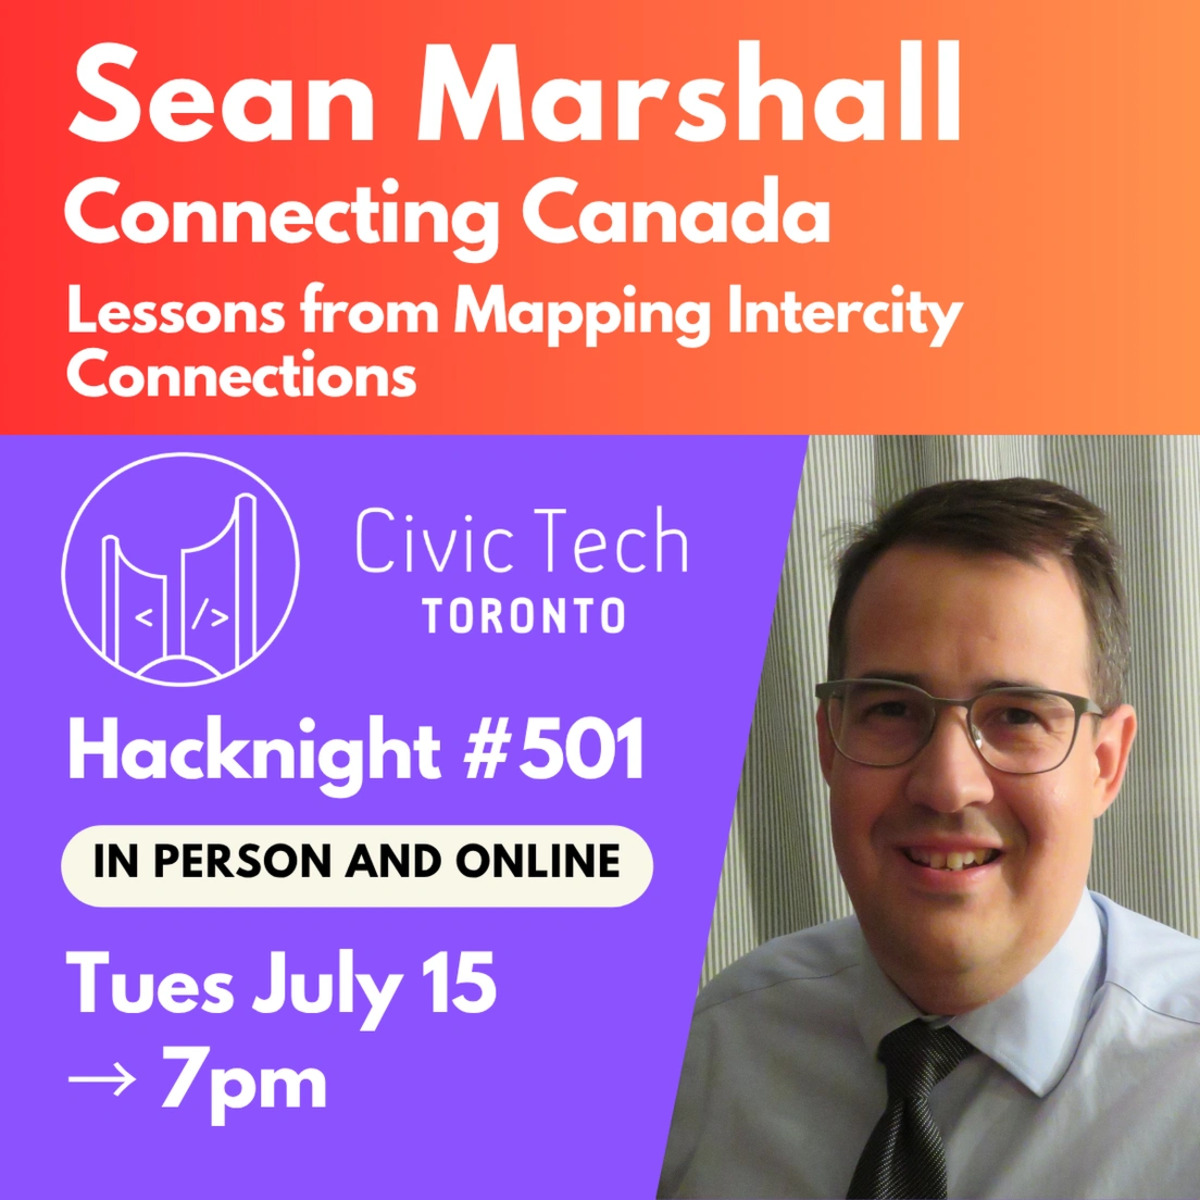 Sean Marshall
Connecting Canada
Lessons from Mapping Intercity
Connections
< />
Civic Tech
TORONTO
Hacknight #501
IN PERSON AND ONLINE
Tues July 15
→ 7pm